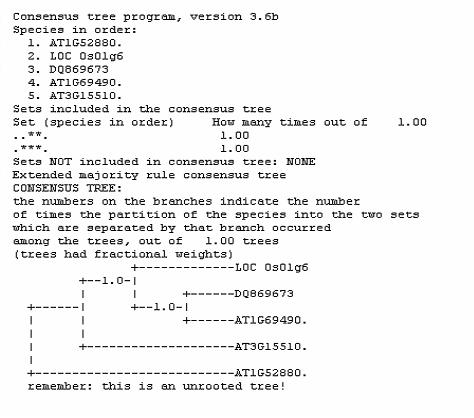 Consensus tree program, version 3.6b
Species in order:
1. AT1G52880.
2. LOC Os01g6
3. DQ869673
4. AT1G69490.
5. AT3G15510.
Sets included in the consensus tree
Set (species in order) How many times out of 1.00
..**. 1.00
.***. 1.00
Sets NOT included in consensus tree: NONE
Extended majority rule consensus tree
CONSENSUS TREE:
the numbers on the branches indicate the number
of times the partition of the species into the two sets
which are separated by that branch occurred
among the trees, out of 1.00 trees
(trees had fractional weights)
+-------------LOC Os01g6
+--1.0-|
| | +------DQ869673
+------| +--1.0-|
| | +------AT1G69490.
| |
| +--------------------AT3G15510.
|
+---------------------------AT1G52880.
remember: this is an unrooted tree!